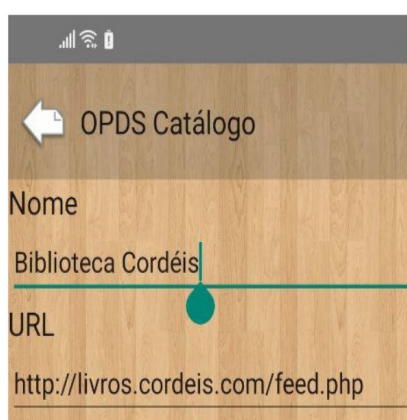 OPDS Catálogo
Nome
Biblioteca Cordéis
URL
http://livros.cordeis.com/feed.php